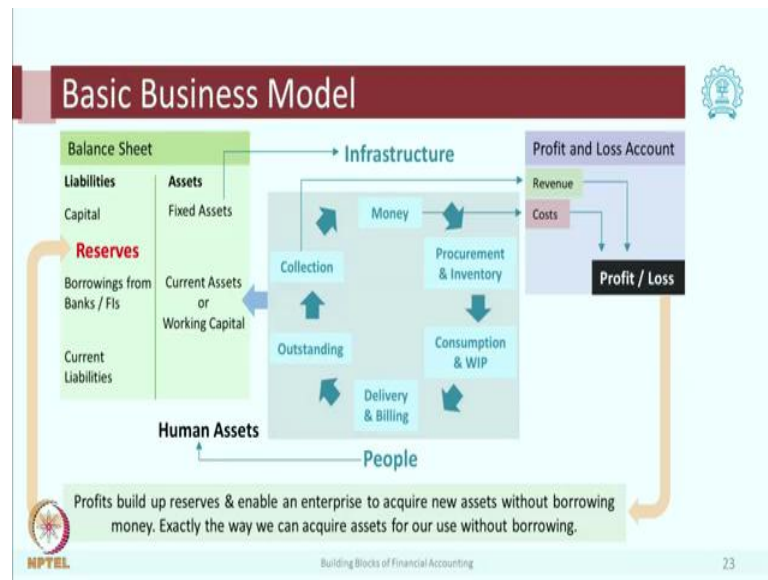 Basic Business Model
Balance Sheet
Liabilities
Assets
Capital
Fixed Assets
Reserves
Borrowings from
Banks / FIs
Current Assets
or
Working Capital
Current
Liabilities
Infrastructure
Money
Procurement
& Inventory
Consumption
& WIP
Delivery
& Billing
Outstanding
Collection
Human Assets
People
Profit and Loss Account
Revenue
Costs
Profit / Loss
Profits build up reserves & enable an enterprise to acquire new assets without borrowing
money. Exactly the way we can acquire assets for our use without borrowing.
NPTEL
Building Blocks of Financial Accounting
23